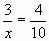 3/x = 4/10